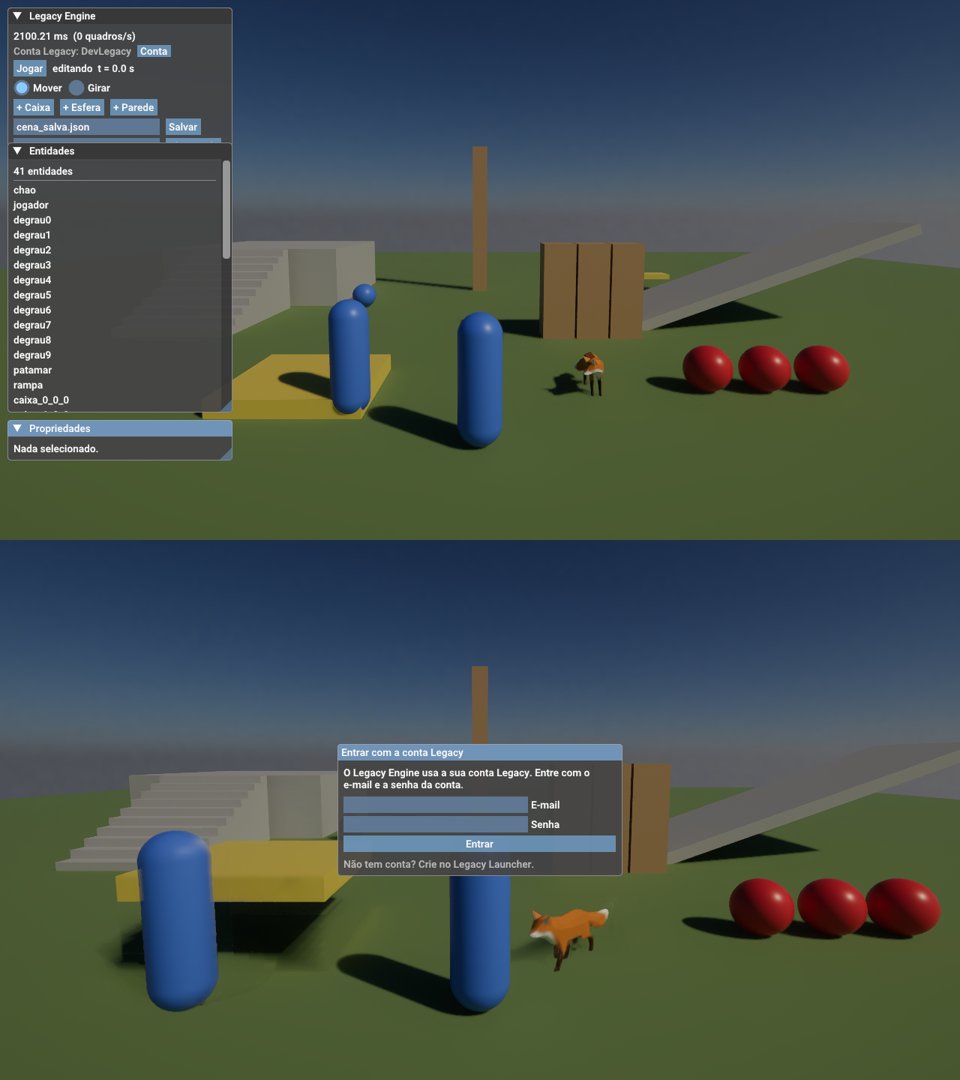 Legacy Engine
2100.21 ms (0 quadros/s)
Conta Legacy: DevLegacy Conta
Jogar editando t = 0.0 s
Mover Girar
+ Caixa + Esfera + Parede
cena_salva.json Salvar
Entidades
41 entidades
chao
jogador
degrau0
degrau1
degrau2
degrau3
degrau4
degrau5
degrau6
degrau7
degrau8
degrau9
patamar
rampa
caixa_0_0_0
Propriedades
Nada selecionado.
Entrar com a conta Legacy
O Legacy Engine usa a sua conta Legacy. Entre com o
e-mail e a senha da conta.
E-mail
Senha
Entrar
Não tem conta? Crie no Legacy Launcher.